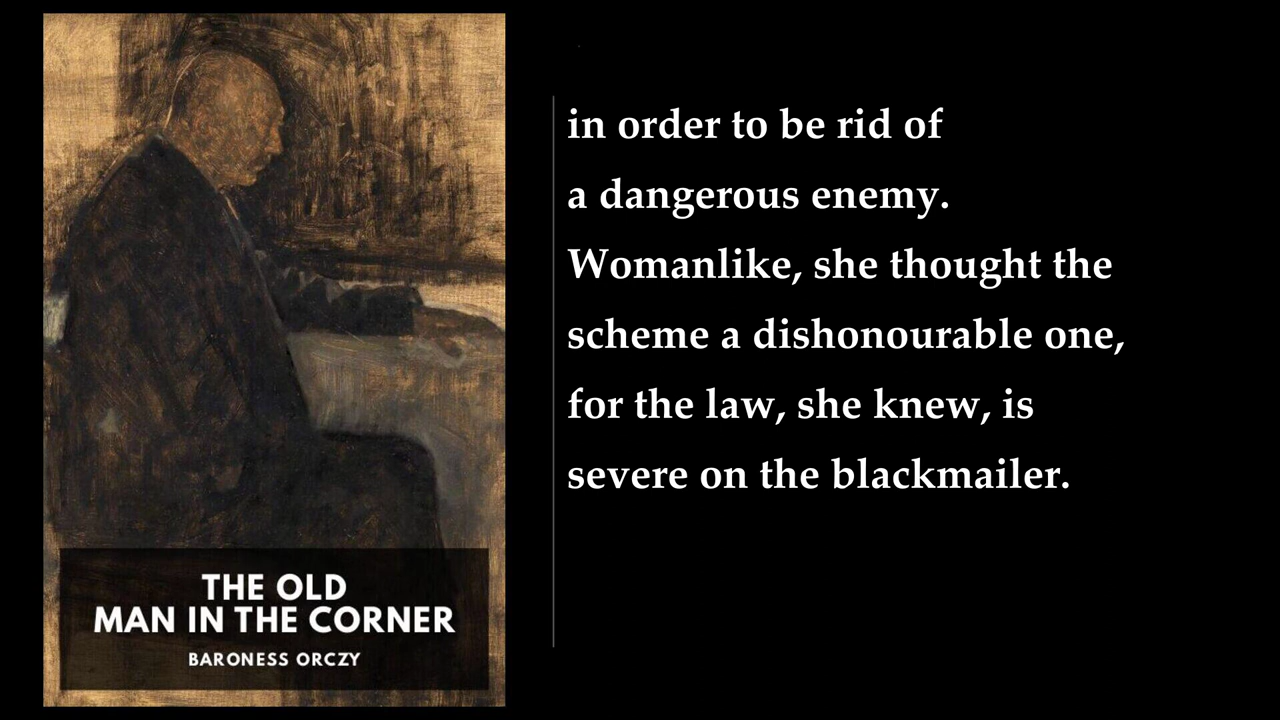 in order to be rid of
a dangerous enemy.
Womanlike, she thought the
scheme a dishonourable one,
for the law, she knew, is
severe on the blackmailer.
THE OLD
MAN IN THE CORNER
BARONESS ORCZY